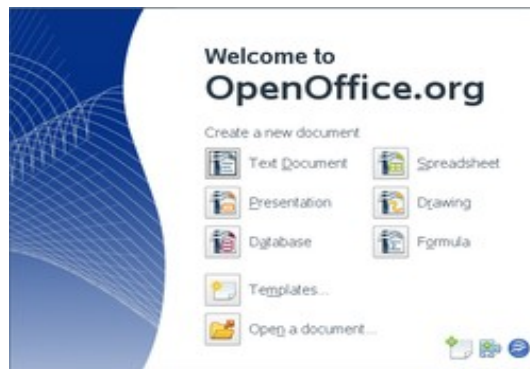 Welcome to
OpenOffice.org
Create a new document
Text Document
Spreadsheet
Presentation
Drawing
Database
Formula
Templates...
Open a document...